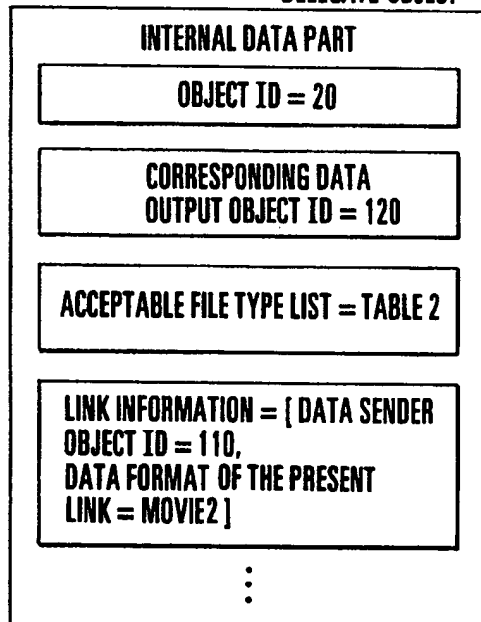 INTERNAL DATA PART
OBJECT ID = 20
CORRESPONDING DATA
OUTPUT OBJECT ID = 120
ACCEPTABLE FILE TYPE LIST = TABLE 2
LINK INFORMATION = [ DATA SENDER
OBJECT ID = 110,
DATA FORMAT OF THE PRESENT
LINK = MOVIE2 ]